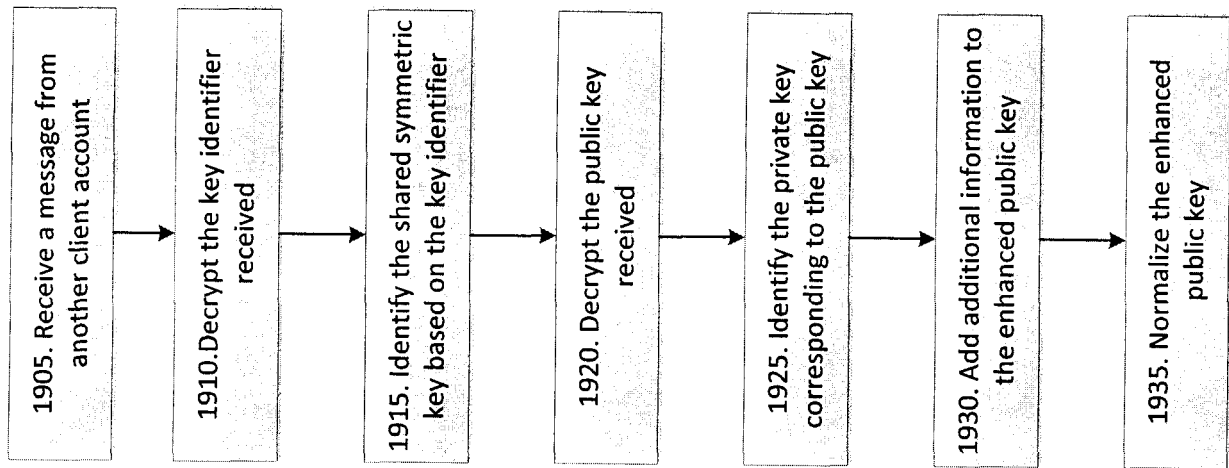 1905. Receive a message from
another client account
1910.Decrypt the key identifier
received
1915. Identify the shared symmetric
key based on the key identifier
1920. Decrypt the public key
received
1925. Identify the private key
corresponding to the public key
1930. Add additional information to
the enhanced public key
1935. Normalize the enhanced
public key